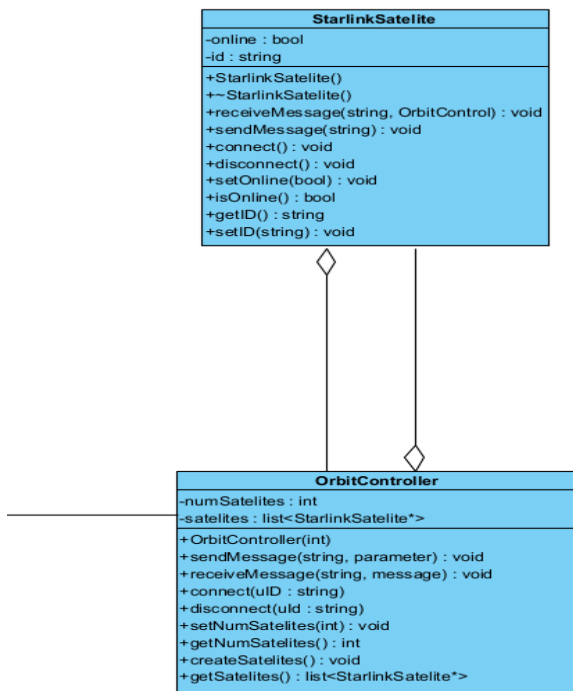 StarlinkSatelite
-online : bool
-id : string
+StarlinkSatelite()
+~StarlinkSatelite()
+receiveMessage(string, OrbitControl) : void
+sendMessage(string) : void
+connect() : void
+disconnect() : void
+setOnline(bool) : void
+isOnline() : bool
+getID() : string
+setID(string) : void
OrbitController
-numSatelites : int
-satelites : list<StarlinkSatelite*>
+OrbitController(int)
+sendMessage(string, parameter) : void
+receiveMessage(string, message) : void
+connect(uID : string)
+disconnect(uId : string)
+setNumSatelites(int) : void
+getNumSatelites() : int
+createSatelites() : void
+getSatelites() : list<StarlinkSatelite*>